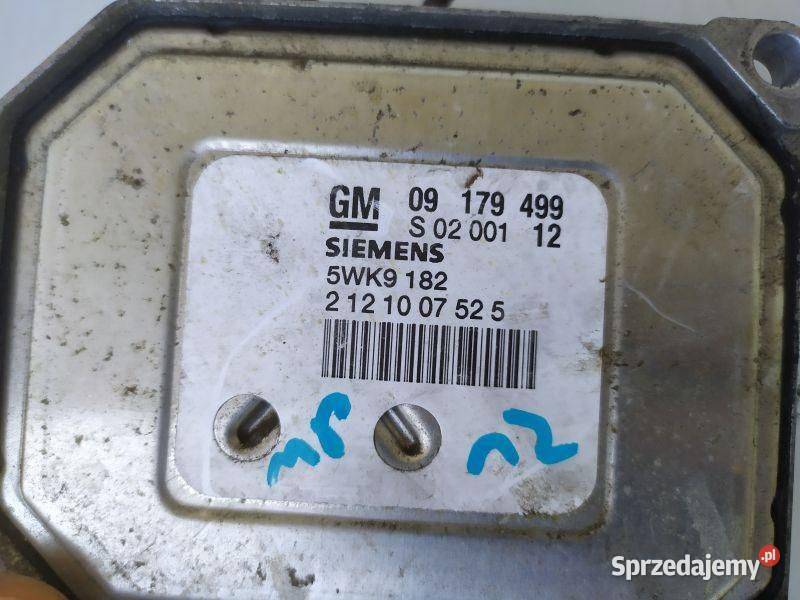 GM 09 179 499
S 02 001 12
SIEMENS
5WK9 182
2 12 10 07 52 5
Sprzedajemy.pl